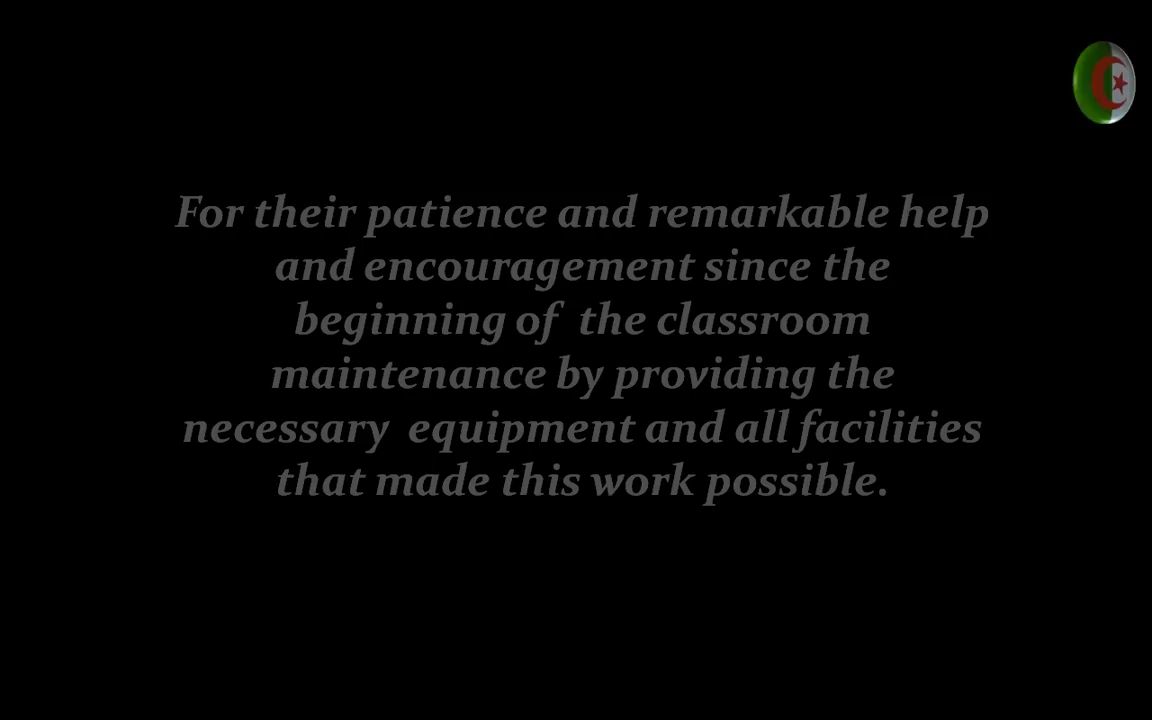 For their patience and remarkable help
and encouragement since the
beginning of the classroom
maintenance by providing the
necessary equipment and all facilities
that made this work possible.